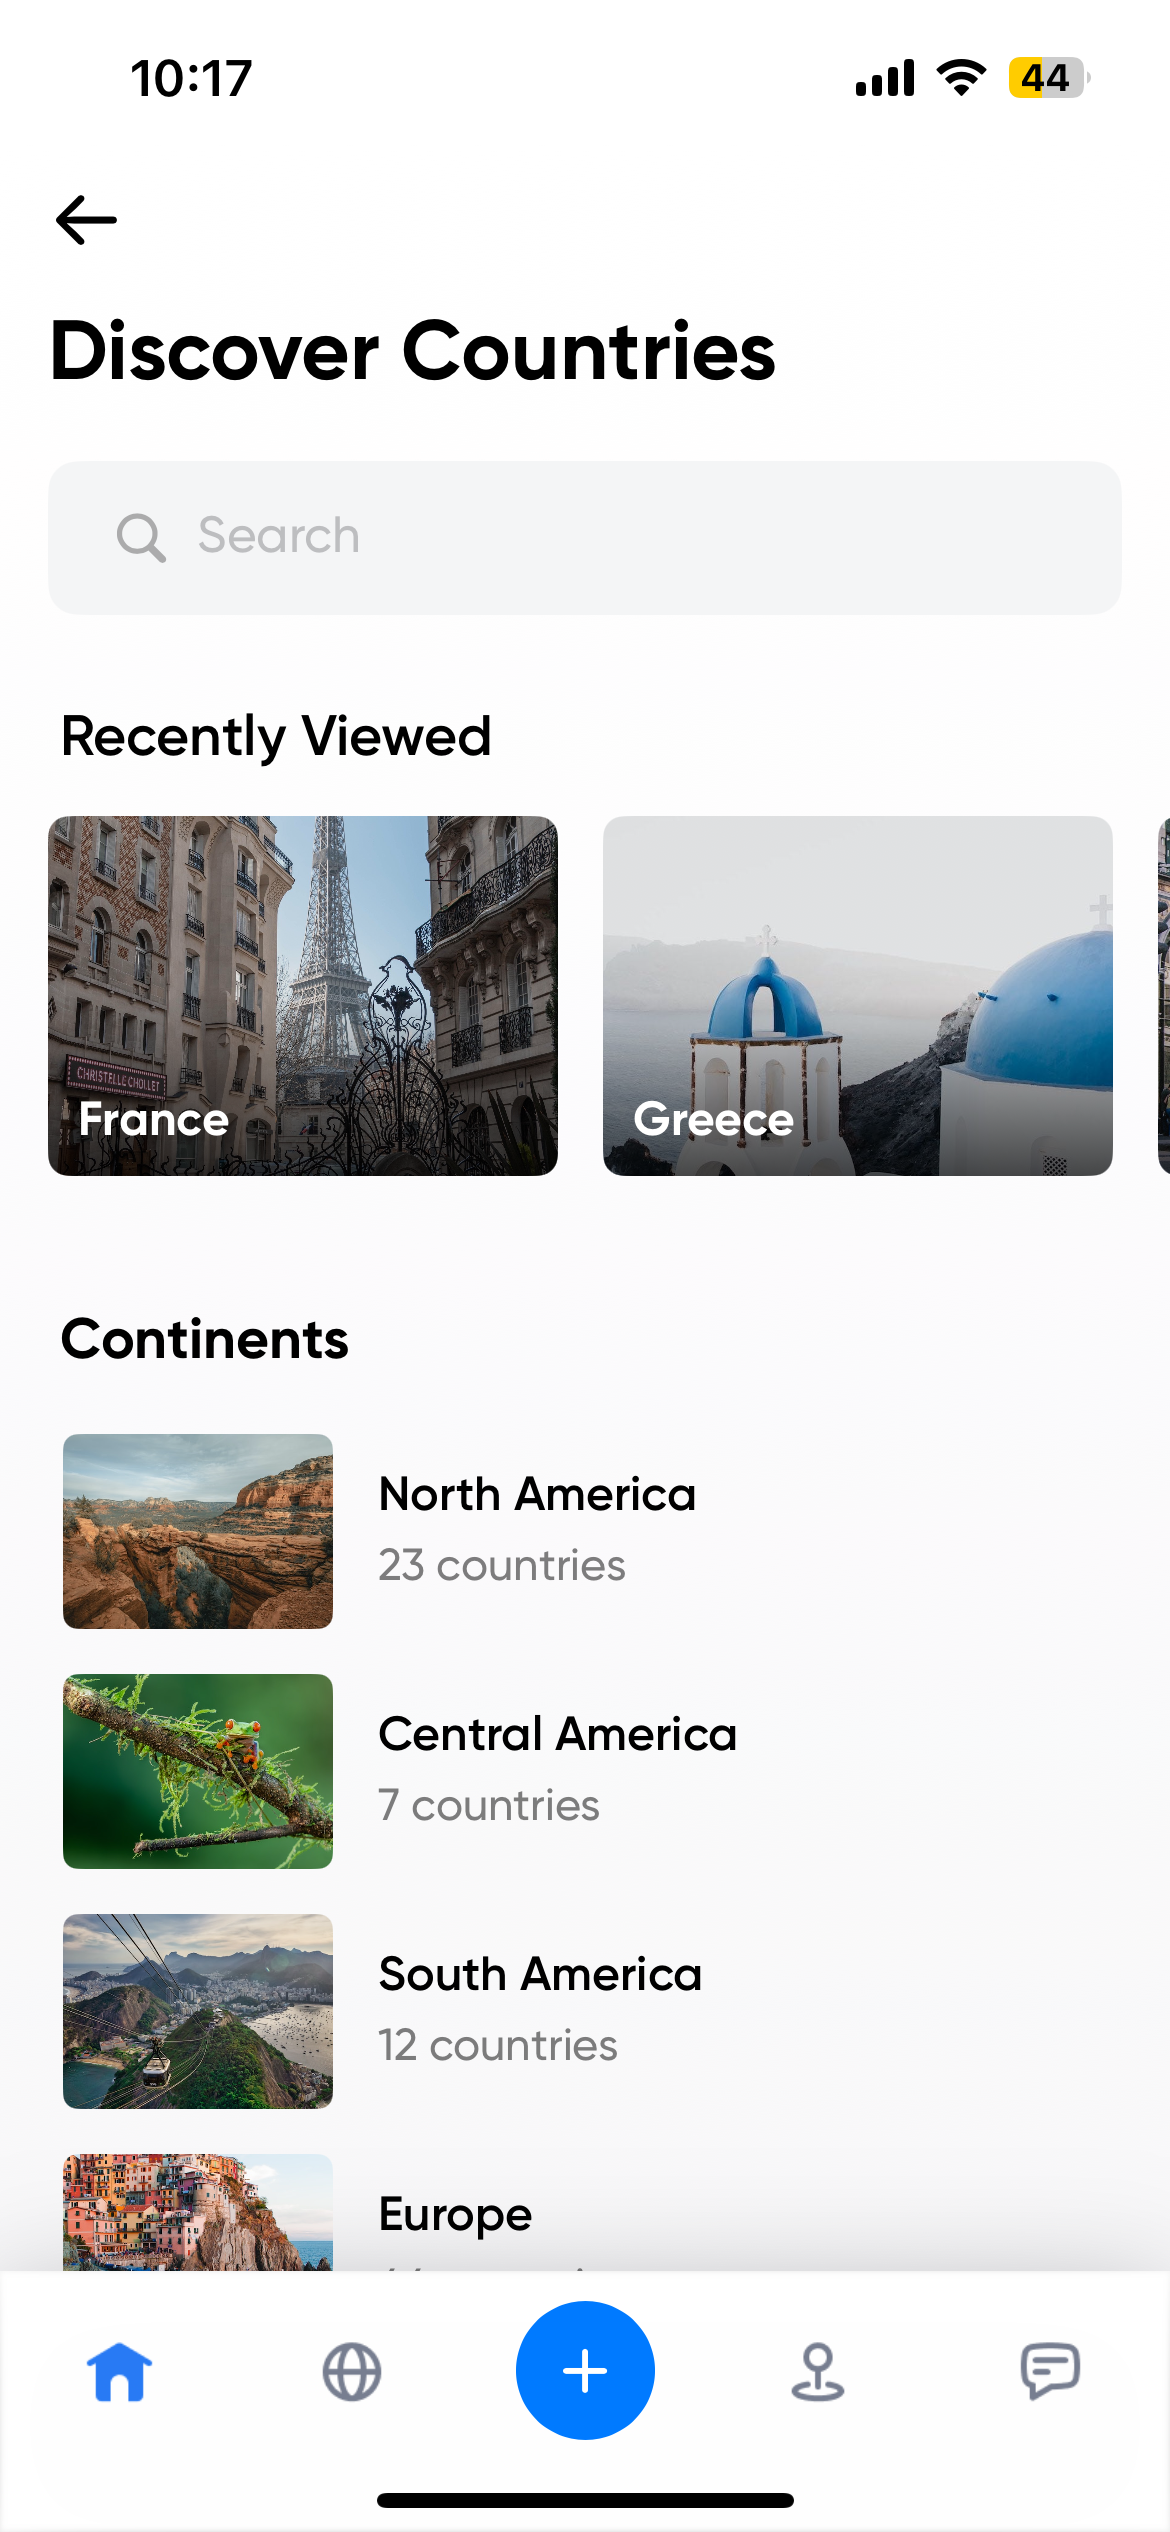 10:17
44
Discover Countries
Search
Recently Viewed
CHRISTELLE CHOLLET
France
Greece
Continents
North America
23 countries
Central America
7 countries
South America
12 countries
Europe